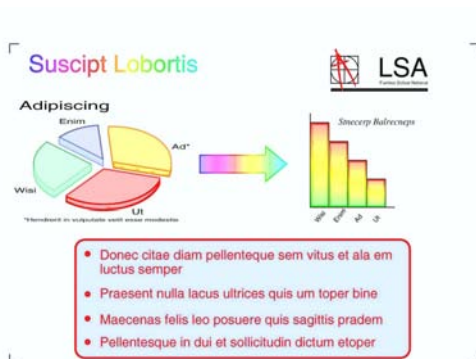 Suscipt Lobortis
LSA
Adipiscing
Enim
Ad*
Wisi
Ut
*Hendrerit in vulputate velit esse modeste
Smecerp Balrecneps
Wisi
Enim
Ad
Ut
Donec citae diam pellenteque sem vitus et ala em
luctus semper
Praesent nulla lacus ultrices quis um toper bine
Maecenas felis leo posuere quis sagittis pradem
Pellentesque in dui et sollicitudin dictum etoper